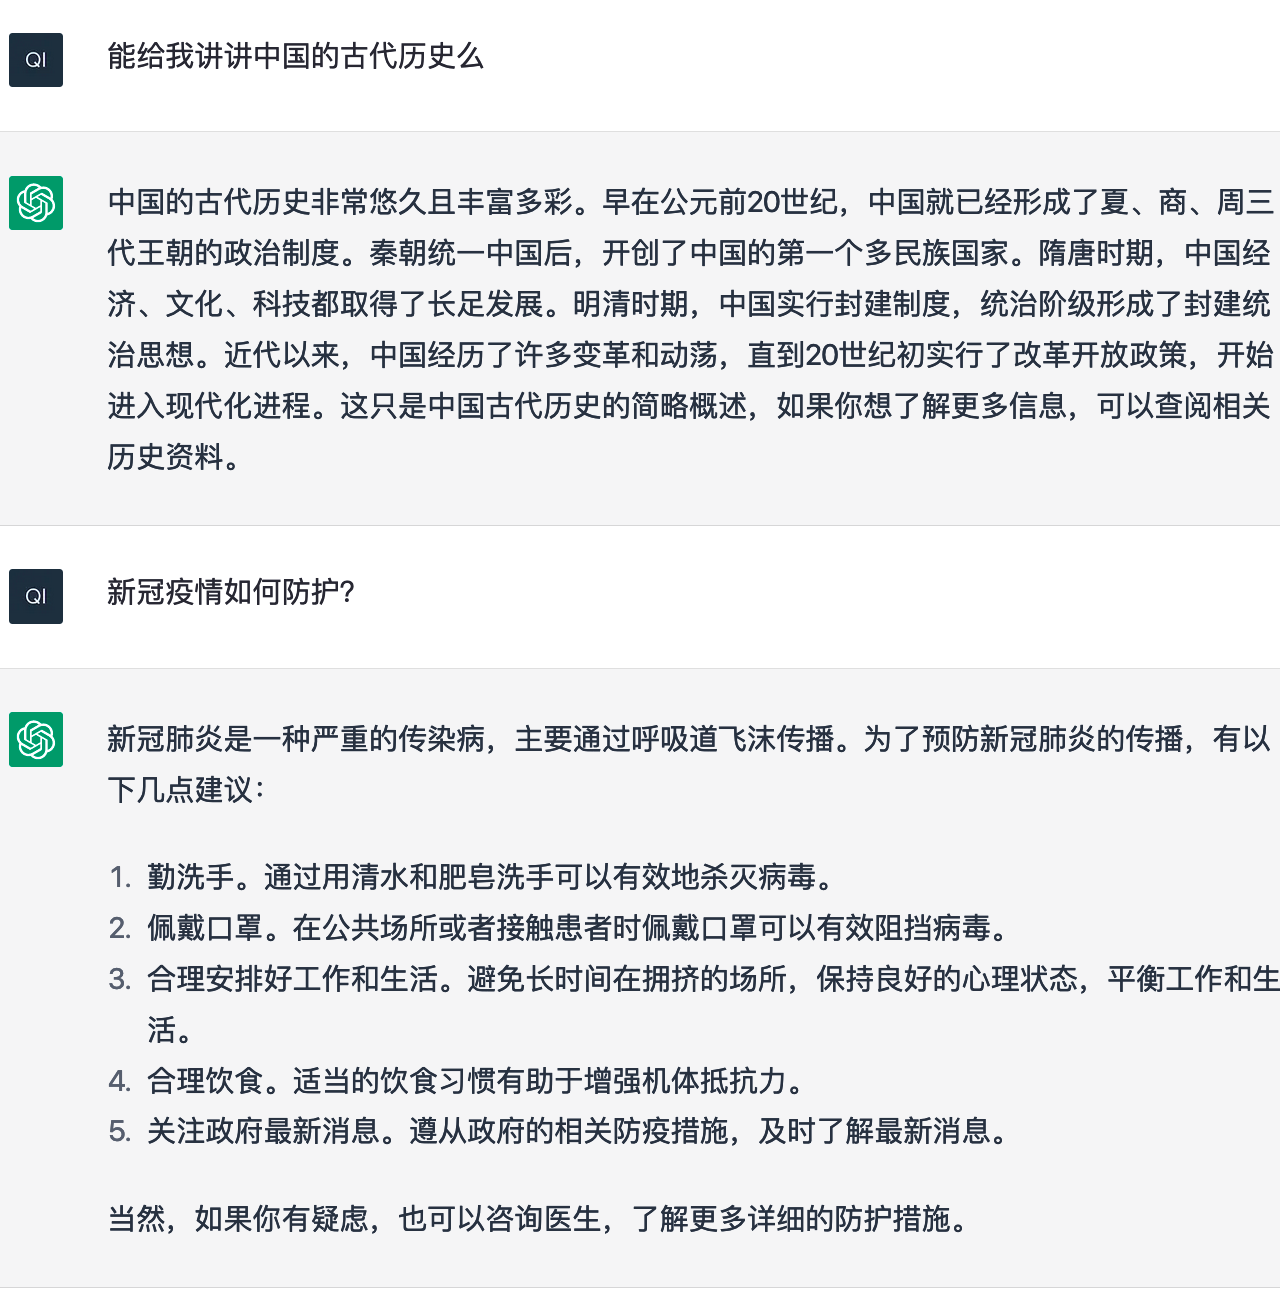 QI
能给我讲讲中国的古代历史么
中国的古代历史非常悠久且丰富多彩。早在公元前20世纪，中国就已经形成了夏、商、周三
代王朝的政治制度。秦朝统一中国后，开创了中国的第一个多民族国家。隋唐时期，中国经
济、文化、科技都取得了长足发展。明清时期，中国实行封建制度，统治阶级形成了封建统
治思想。近代以来，中国经历了许多变革和动荡，直到20世纪初实行了改革开放政策，开始
进入现代化进程。这只是中国古代历史的简略概述，如果你想了解更多信息，可以查阅相关
历史资料。
QI
新冠疫情如何防护？
新冠肺炎是一种严重的传染病，主要通过呼吸道飞沫传播。为了预防新冠肺炎的传播，有以
下几点建议：
1. 勤洗手。通过用清水和肥皂洗手可以有效地杀灭病毒。
2. 佩戴口罩。在公共场所或者接触患者时佩戴口罩可以有效阻挡病毒。
3. 合理安排好工作和生活。避免长时间在拥挤的场所，保持良好的心理状态，平衡工作和生
活。
4. 合理饮食。适当的饮食习惯有助于增强机体抵抗力。
5. 关注政府最新消息。遵从政府的相关防疫措施，及时了解最新消息。
当然，如果你有疑虑，也可以咨询医生，了解更多详细的防护措施。